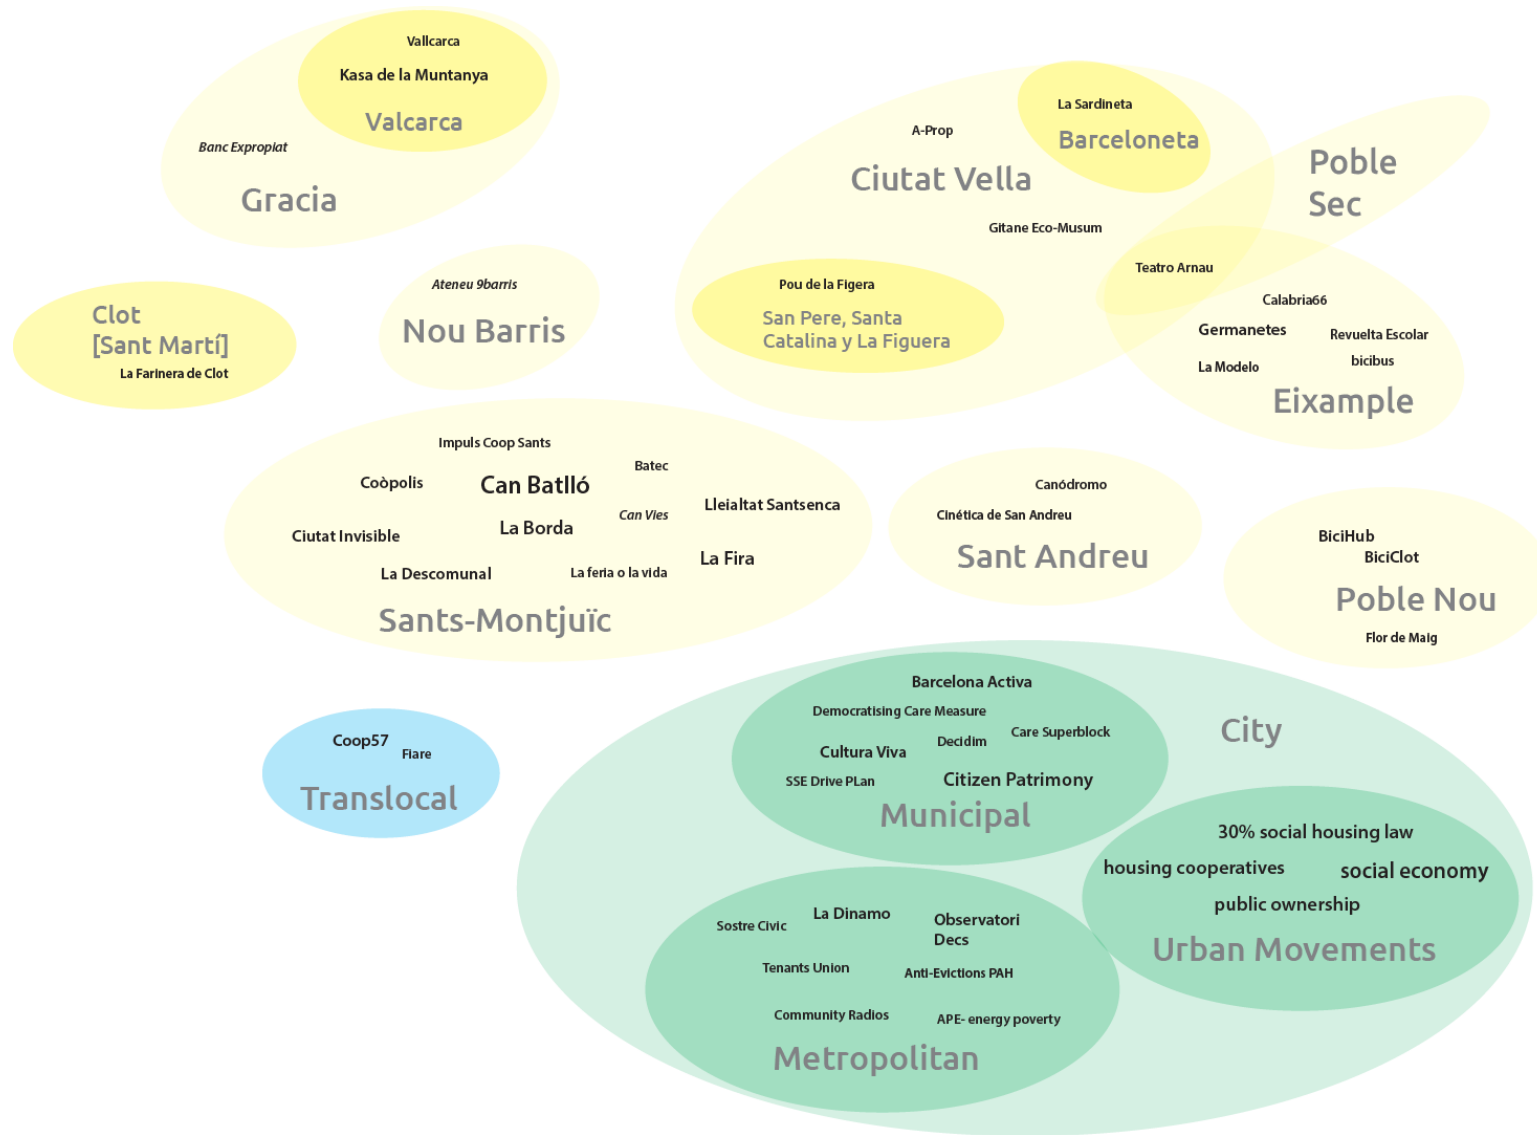 Vallcarca
Kasa de la Muntanya
Valcarca
Banc Expropiat
Gracia
La Sardineta
Barceloneta
A-Prop
Ciutat Vella
Gitane Eco-Musum
Pou de la Figera
San Pere, Santa
Catalina y La Figuera
Poble
Sec
Teatro Arnau
Calabria66
Germanetes
Revuelta Escolar
bicibus
La Modelo
Eixample
Clot
[Sant Martí]
La Farinera de Clot
Ateneu 9barris
Nou Barris
Impuls Coop Sants
Batec
Coòpolis
Can Batlló
Lleialtat Santsenca
Can Vies
La Borda
Ciutat Invisible
La Fira
La Descomunal
La feria o la vida
Sants-Montjuïc
Canódromo
Cinética de San Andreu
Sant Andreu
BiciHub
BiciClot
Poble Nou
Flor de Maig
Coop57
Fiare
Translocal
Barcelona Activa
Democratising Care Measure
Care Superblock
Decidim
Cultura Viva
SSE Drive PLan
Citizen Patrimony
Municipal
City
30% social housing law
housing cooperatives
social economy
public ownership
Urban Movements
La Dinamo
Sostre Civic
Observatori
Decs
Tenants Union
Anti-Evictions PAH
Community Radios
APE- energy poverty
Metropolitan